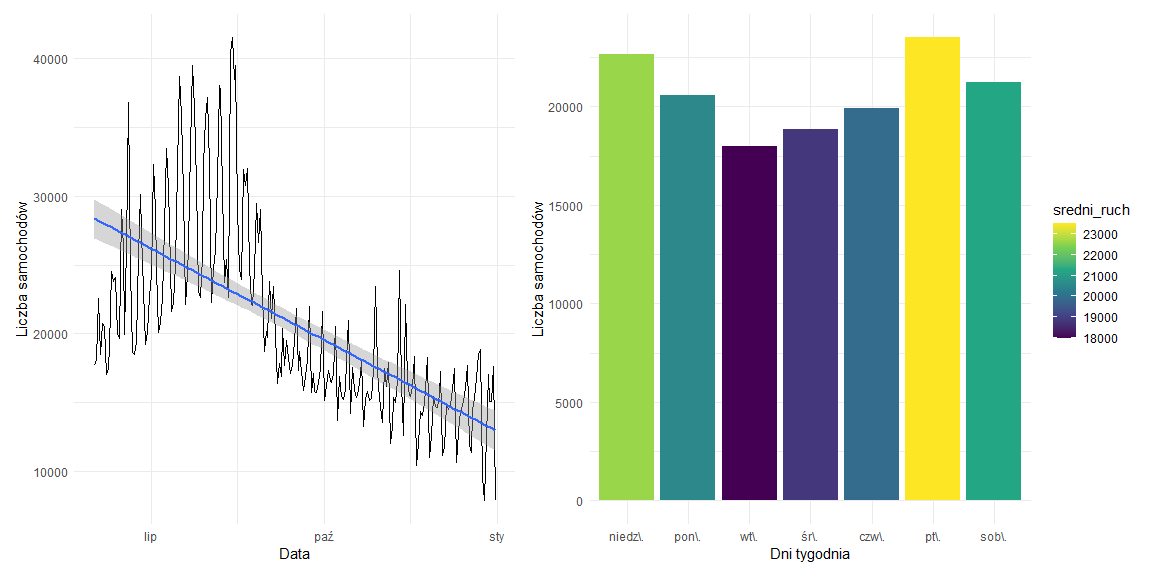 Liczba samochodów
40000
30000
20000
10000
lip
paź
sty
Data
Liczba samochodów
20000
15000
10000
5000
0
niedz\.
pon\.
wt\.
śr\.
czw\.
pt\.
sob\.
Dni tygodnia
sredni_ruch
23000
22000
21000
20000
19000
18000